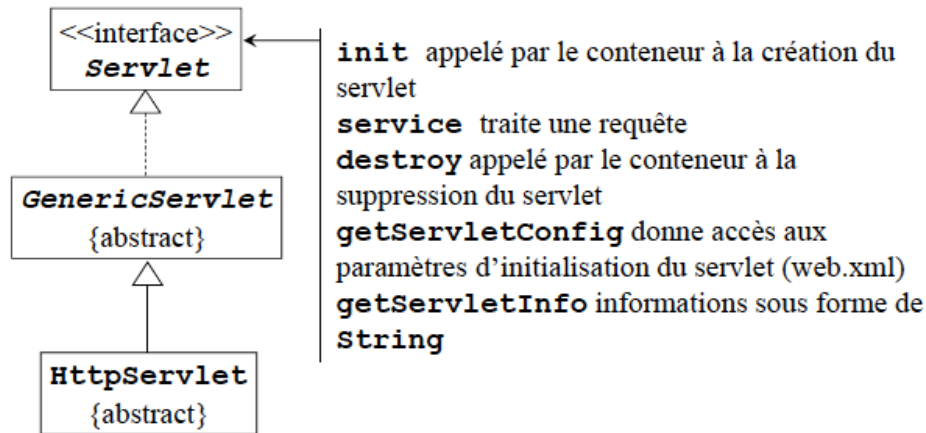 <<interface>>
Servlet
GenericServlet
{abstract}
HttpServlet
{abstract}
init appelé par le conteneur à la création du
servlet
service traite une requête
destroy appelé par le conteneur à la
suppression du servlet
getServletConfig donne accès aux
paramètres d’initialisation du servlet (web.xml)
getServletInfo informations sous forme de
String